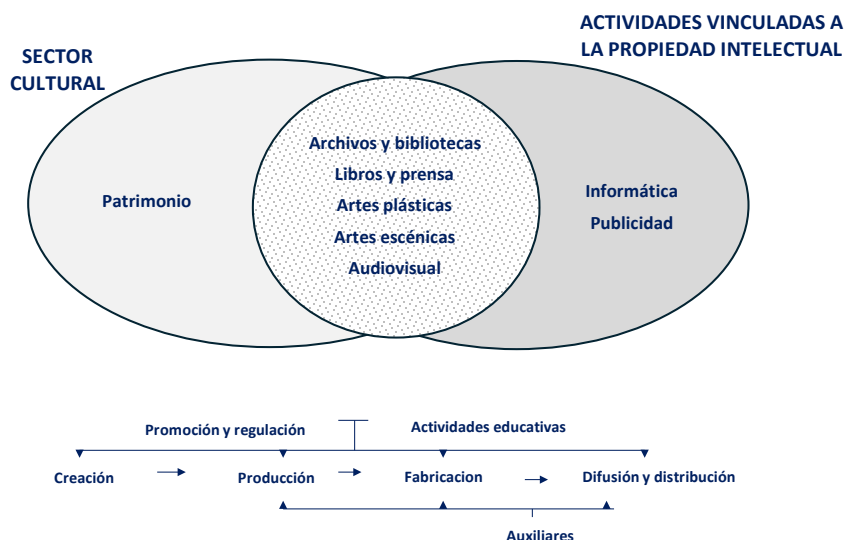 ACTIVIDADES VINCULADAS A
LA PROPIEDAD INTELECTUAL
SECTOR
CULTURAL
Archivos y bibliotecas
Libros y prensa
Artes plásticas
Artes escénicas
Audiovisual
Patrimonio
Informática
Publicidad
Promoción y regulación
Actividades educativas
Creación
Producción
Fabricacion
Difusión y distribución
Auxiliares